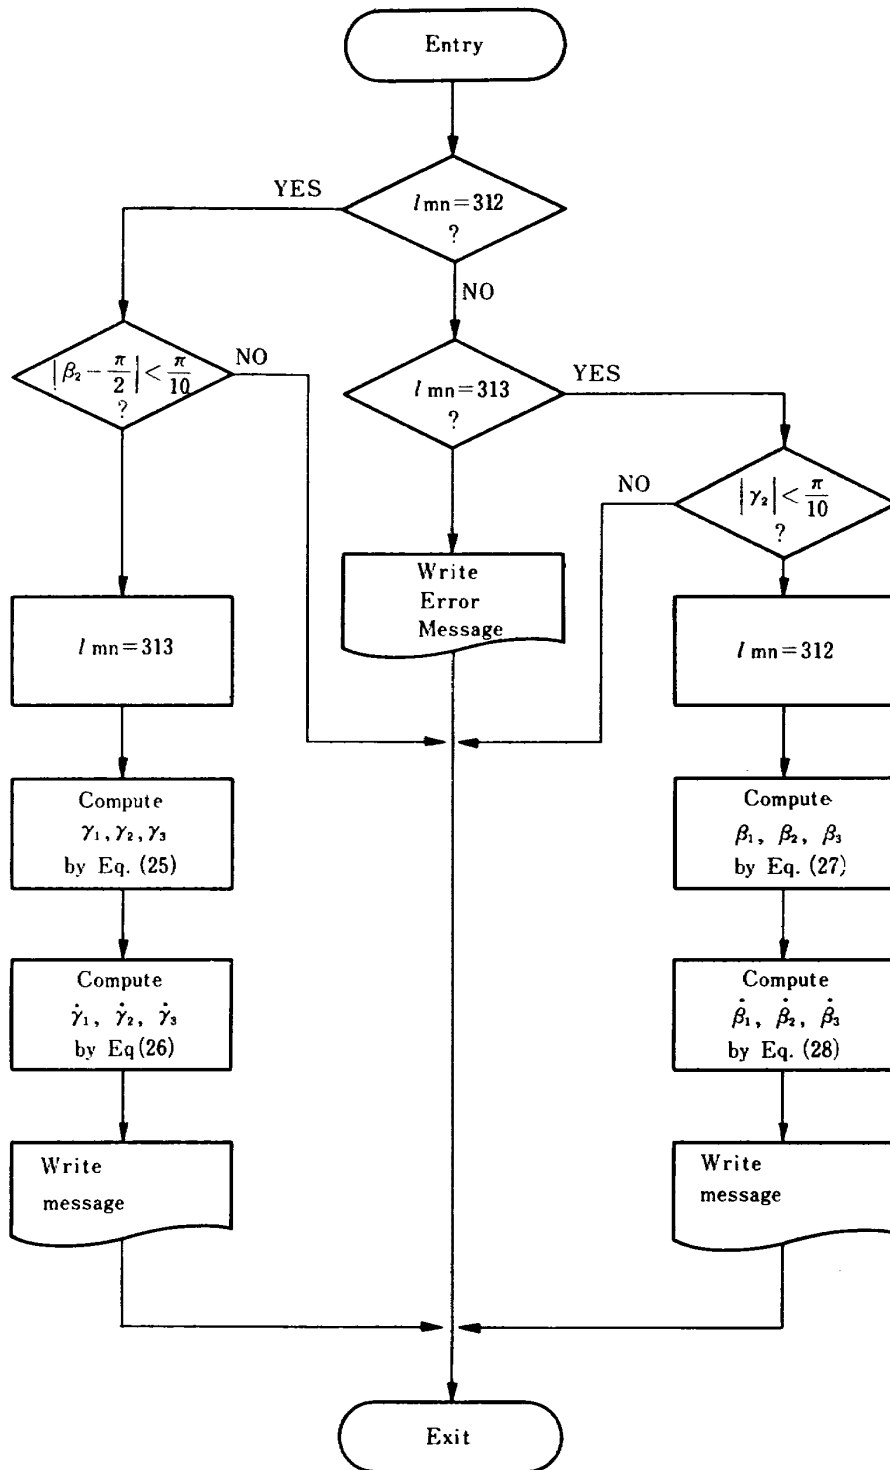 Entry
YES
l mn=312
?
NO
|β₂ - π/2| < π/10
?
NO
l mn=313
?
YES
NO
|γ₂| < π/10
?
Write
Error
Message
l mn=313
l mn=312
Compute
γ₁, γ₂, γ₃
by Eq. (25)
Compute
β₁, β₂, β₃
by Eq. (27)
Compute
γ̇₁, γ̇₂, γ̇₃
by Eq(26)
Compute
β̇₁, β̇₂, β̇₃
by Eq. (28)
Write
message
Write
message
Exit